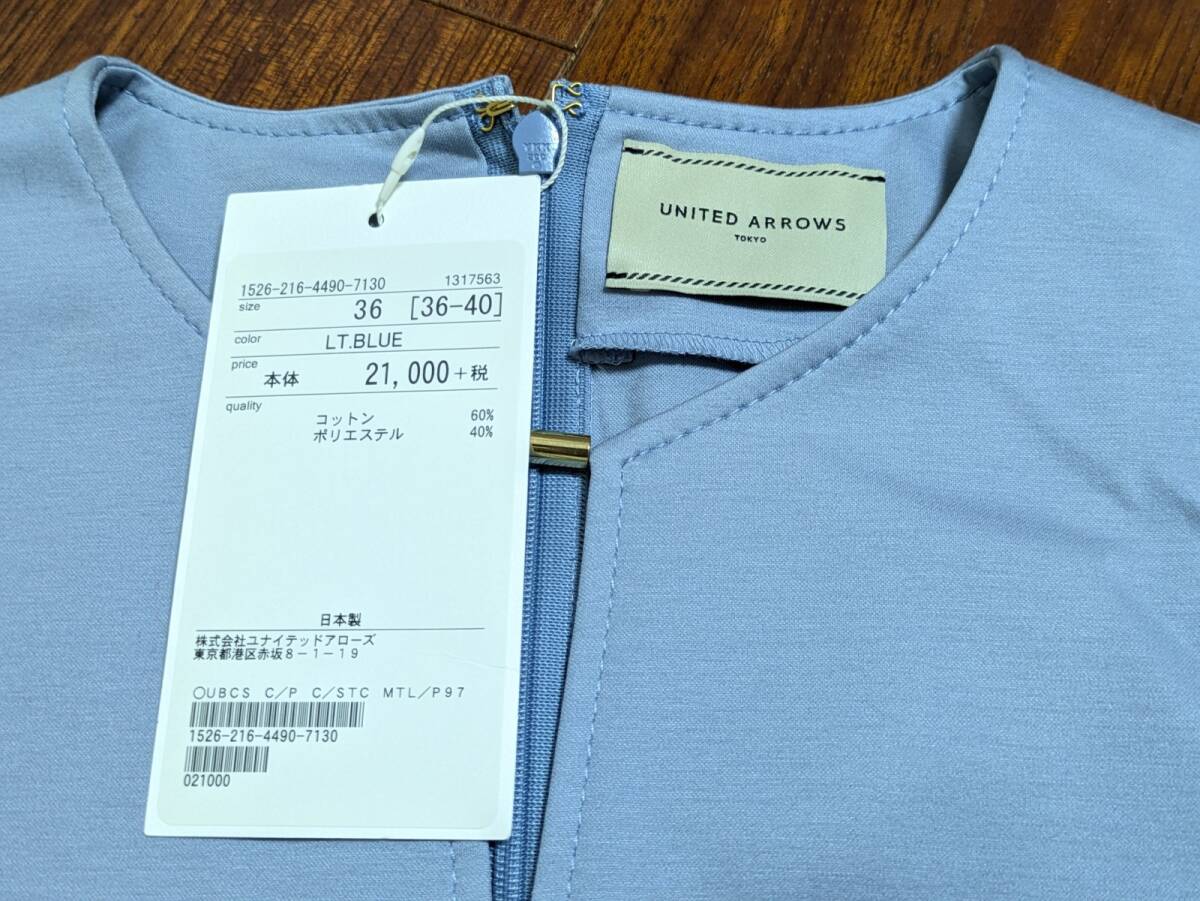 1526-216-4490-7130 1317563
size 36 [36-40]
color LT.BLUE
price 本体 21,000+税
quality
コットン 60%
ポリエステル 40%
日本製
株式会社ユナイテッドアローズ
東京都港区赤坂8-1-19
○UBCS C/P C/STC MTL/P97
1526-216-4490-7130
021000
UNITED ARROWS
TOKYO